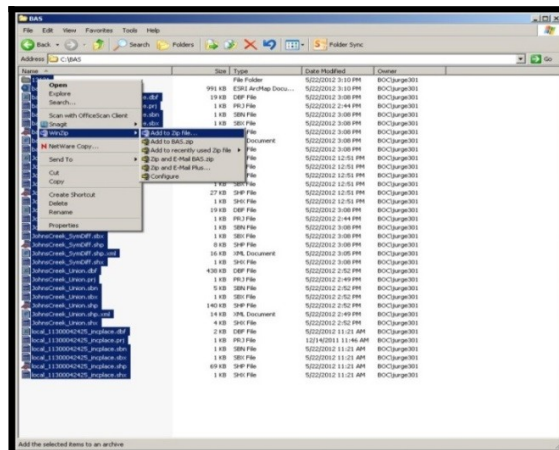 BAS
File Edit View Favorites Tools Help
Back Search Folders Folder Sync
Address C:\BAS Go
Name Size Type Date Modified Owner
File Folder 5/22/2012 3:10 PM BOC\jurge301
991 KB ESRI ArcMap Docu... 5/22/2012 3:10 PM BOC\jurge301
Open
Explore
Search...
Scan with OfficeScan Client
Snagit
WinZip
NetWare Copy...
Send To
Cut
Copy
Create Shortcut
Delete
Rename
Properties
Add to Zip file...
Add to BAS.zip
Add to recently used Zip file
Zip and E-Mail BAS.zip
Zip and E-Mail Plus...
Configure
19 KB DBF File 5/22/2012 3:08 PM BOC\jurge301
1 KB PRJ File 5/22/2012 2:44 PM BOC\jurge301
1 KB SBN File 5/22/2012 3:08 PM BOC\jurge301
1 KB SBX File 5/22/2012 3:08 PM BOC\jurge301
27 KB SHP File 5/22/2012 12:51 PM BOC\jurge301
1 KB SHX File 5/22/2012 12:51 PM BOC\jurge301
19 KB DBF File 5/22/2012 3:08 PM BOC\jurge301
1 KB PRJ File 5/22/2012 2:44 PM BOC\jurge301
1 KB SBN File 5/22/2012 3:08 PM BOC\jurge301
JohnsCreek_SymDiff.sbx 1 KB SBX File 5/22/2012 3:08 PM BOC\jurge301
JohnsCreek_SymDiff.shp 8 KB SHP File 5/22/2012 3:08 PM BOC\jurge301
JohnsCreek_SymDiff.shp.xml 16 KB XML Document 5/22/2012 3:05 PM BOC\jurge301
JohnsCreek_SymDiff.shx 1 KB SHX File 5/22/2012 3:08 PM BOC\jurge301
JohnsCreek_Union.dbf 438 KB DBF File 5/22/2012 2:52 PM BOC\jurge301
JohnsCreek_Union.prj 1 KB PRJ File 5/22/2012 2:49 PM BOC\jurge301
JohnsCreek_Union.sbn 5 KB SBN File 5/22/2012 2:52 PM BOC\jurge301
JohnsCreek_Union.sbx 1 KB SBX File 5/22/2012 2:52 PM BOC\jurge301
JohnsCreek_Union.shp 140 KB SHP File 5/22/2012 2:52 PM BOC\jurge301
JohnsCreek_Union.shp.xml 14 KB XML Document 5/22/2012 2:49 PM BOC\jurge301
JohnsCreek_Union.shx 4 KB SHX File 5/22/2012 2:52 PM BOC\jurge301
local_11300042425_incplace.dbf 2 KB DBF File 5/22/2012 11:21 AM BOC\jurge301
local_11300042425_incplace.prj 1 KB PRJ File 12/14/2011 11:46 AM BOC\jurge301
local_11300042425_incplace.sbn 1 KB SBN File 5/22/2012 11:21 AM BOC\jurge301
local_11300042425_incplace.sbx 1 KB SBX File 5/22/2012 11:21 AM BOC\jurge301
local_11300042425_incplace.shp 69 KB SHP File 5/22/2012 11:21 AM BOC\jurge301
local_11300042425_incplace.shx 1 KB SHX File 5/22/2012 11:21 AM BOC\jurge301
Add the selected items to an archive